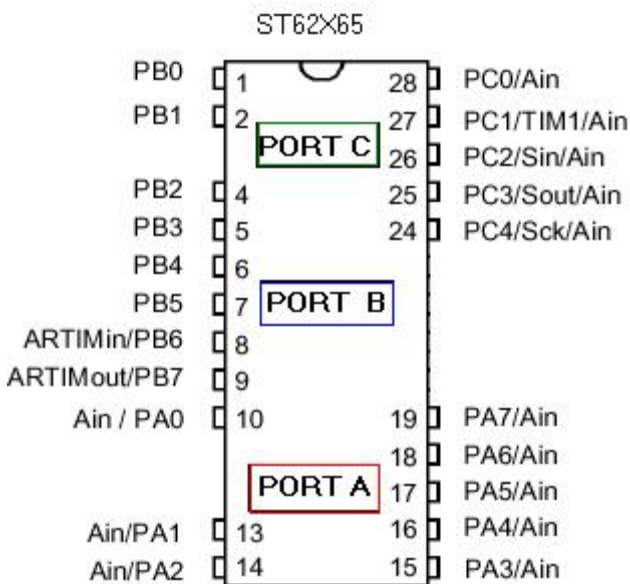 ST62X65
PB0 1 28 PC0/Ain
PB1 2 27 PC1/TIM1/Ain
PORT C 26 PC2/Sin/Ain
PB2 4 25 PC3/Sout/Ain
PB3 5 24 PC4/Sck/Ain
PB4 6
PB5 7 PORT B
ARTIMin/PB6 8
ARTIMout/PB7 9
Ain / PA0 10 19 PA7/Ain
18 PA6/Ain
PORT A 17 PA5/Ain
Ain/PA1 13 16 PA4/Ain
Ain/PA2 14 15 PA3/Ain